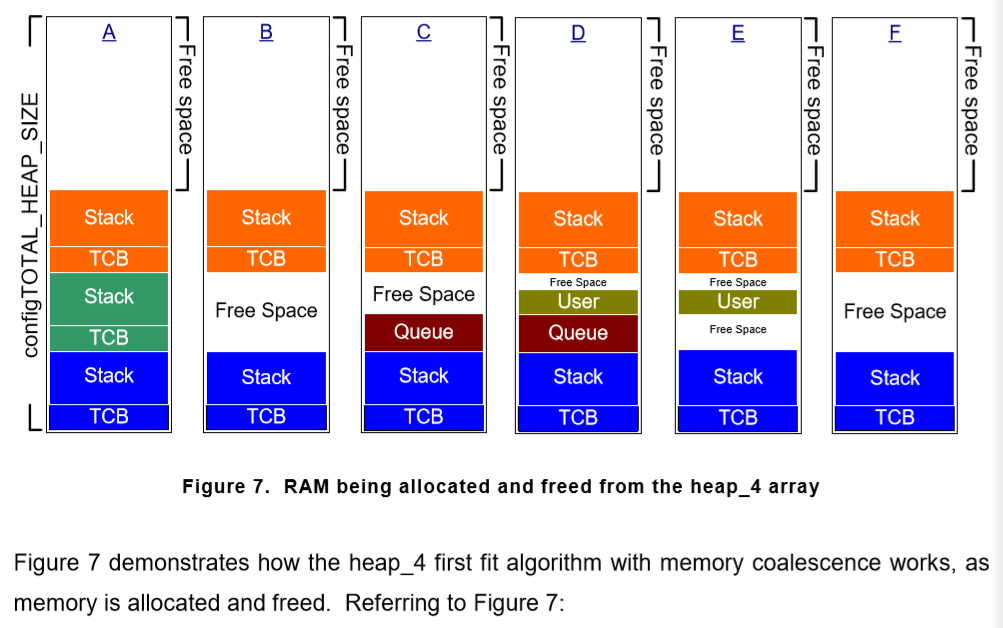 configTOTAL_HEAP_SIZE
A
Free space
Stack
TCB
Stack
TCB
Stack
TCB
B
Free space
Stack
TCB
Free Space
Stack
TCB
C
Free space
Stack
TCB
Free Space
Queue
Stack
TCB
D
Free space
Stack
TCB
Free Space
User
Queue
Stack
TCB
E
Free space
Stack
TCB
Free Space
User
Free Space
Stack
TCB
F
Free space
Stack
TCB
Free Space
Stack
TCB
Figure 7. RAM being allocated and freed from the heap_4 array
Figure 7 demonstrates how the heap_4 first fit algorithm with memory coalescence works, as
memory is allocated and freed. Referring to Figure 7: